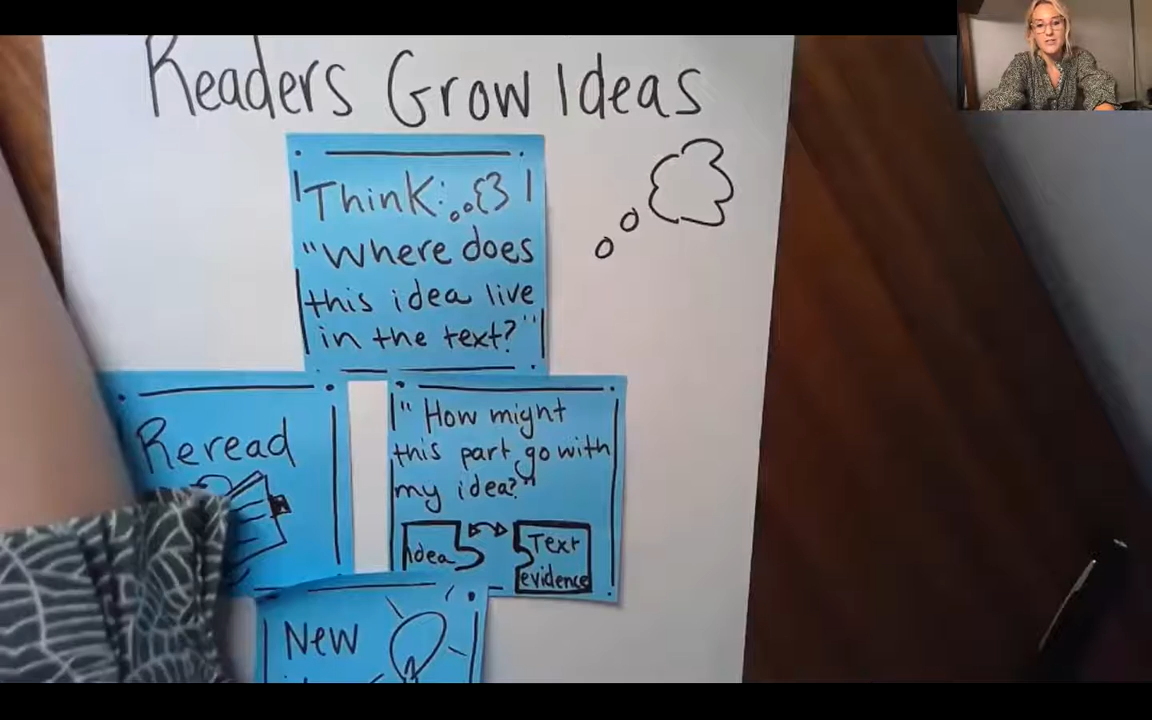 Readers Grow Ideas
Think:
"Where does
this idea live
in the text?"
Reread
"How might
this part go with
my idea?"
Idea
Text
evidence
New